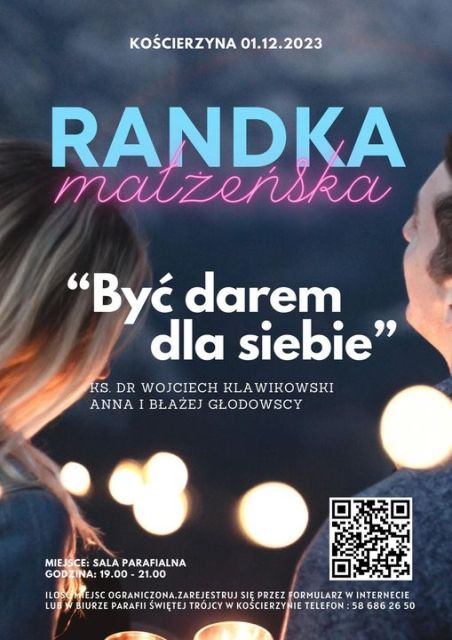 KOŚCIERZYNA 01.12.2023
RANDKA
małżeńska
“Być darem
dla siebie”
KS. DR WOJCIECH KLAWIKOWSKI
ANNA I BŁAŻEJ GŁODOWSCY
MIEJSCE: SALA PARAFIALNA
GODZINA: 19.00 - 21.00
ILOŚĆ MIEJSC OGRANICZONA.ZAREJESTRUJ SIĘ PRZEZ FORMULARZ W INTERNECIE
LUB W BIURZE PARAFII ŚWIĘTEJ TRÓJCY W KOŚCIERZYNIE TELEFON : 58 686 26 50